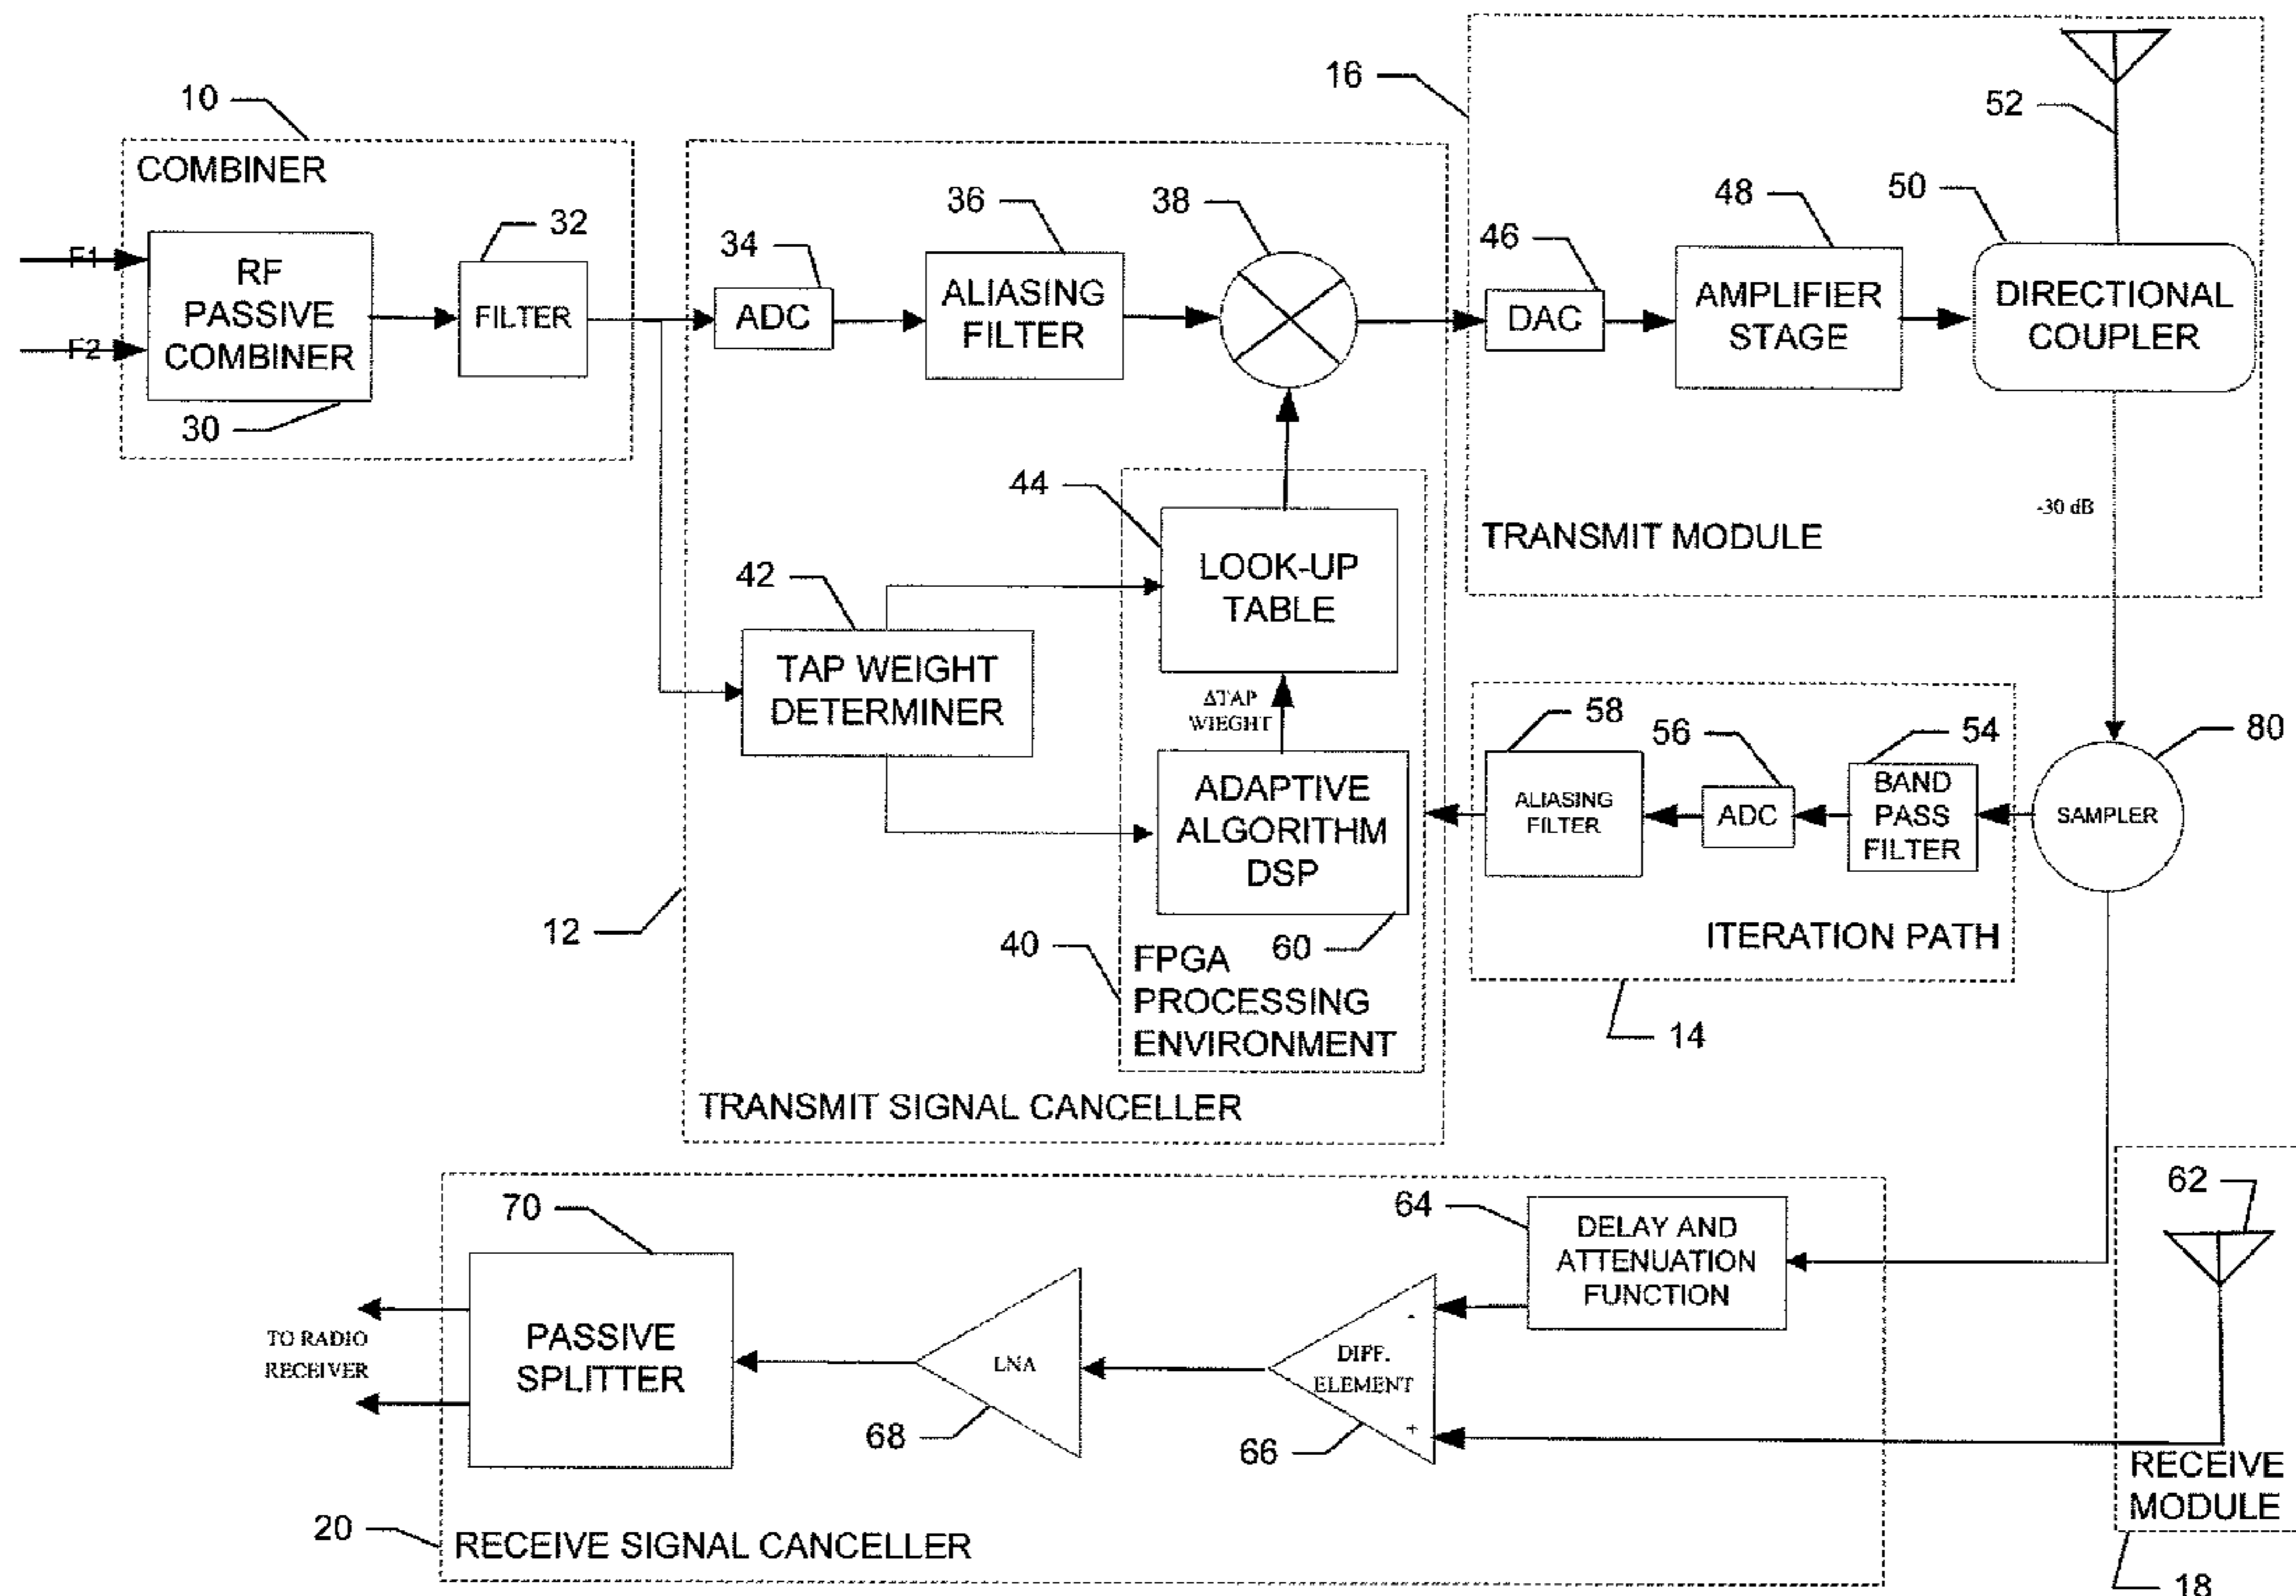 10
COMBINER
F1
F2
RF
PASSIVE
COMBINER
30
32
FILTER
12
34
ADC
36
ALIASING
FILTER
38
42
TAP WEIGHT
DETERMINER
44
LOOK-UP
TABLE
ΔTAP
WIEGHT
ADAPTIVE
ALGORITHM
DSP
60
40
FPGA
PROCESSING
ENVIRONMENT
TRANSMIT SIGNAL CANCELLER
16
46
DAC
48
AMPLIFIER
STAGE
50
DIRECTIONAL
COUPLER
52
-30 dB
TRANSMIT MODULE
58
ALIASING
FILTER
56
ADC
54
BAND
PASS
FILTER
80
SAMPLER
ITERATION PATH
14
70
PASSIVE
SPLITTER
TO RADIO
RECEIVER
LNA
68
DIFF.
ELEMENT
-
+
66
64
DELAY AND
ATTENUATION
FUNCTION
20
RECEIVE SIGNAL CANCELLER
62
RECEIVE
MODULE
18